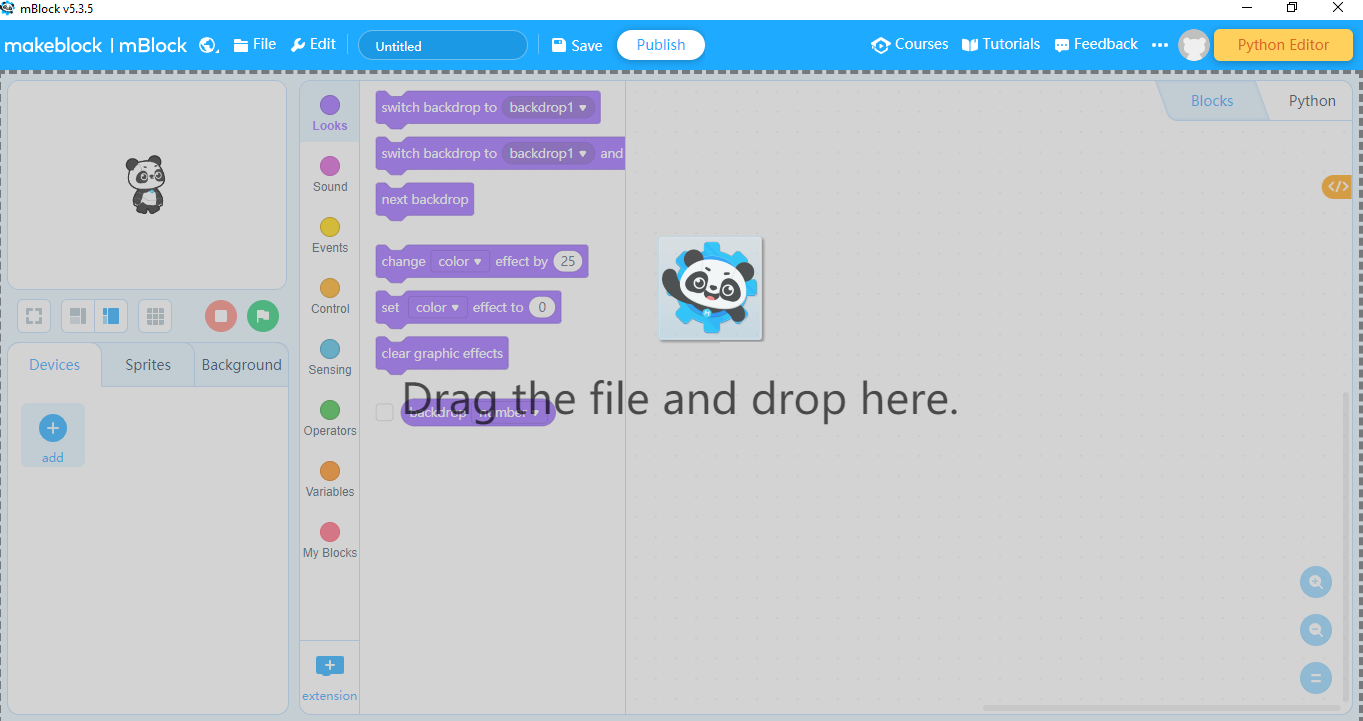 mBlock v5.3.5
makeblock | mBlock File Edit Untitled Save Publish Courses Tutorials Feedback Python Editor
Blocks Python
Looks
Sound
Events
Control
Sensing
Operators
Variables
My Blocks
extension
switch backdrop to backdrop1
switch backdrop to backdrop1 and
next backdrop
change color effect by 25
set color effect to 0
clear graphic effects
backdrop number
Drag the file and drop here.
Devices Sprites Background
add